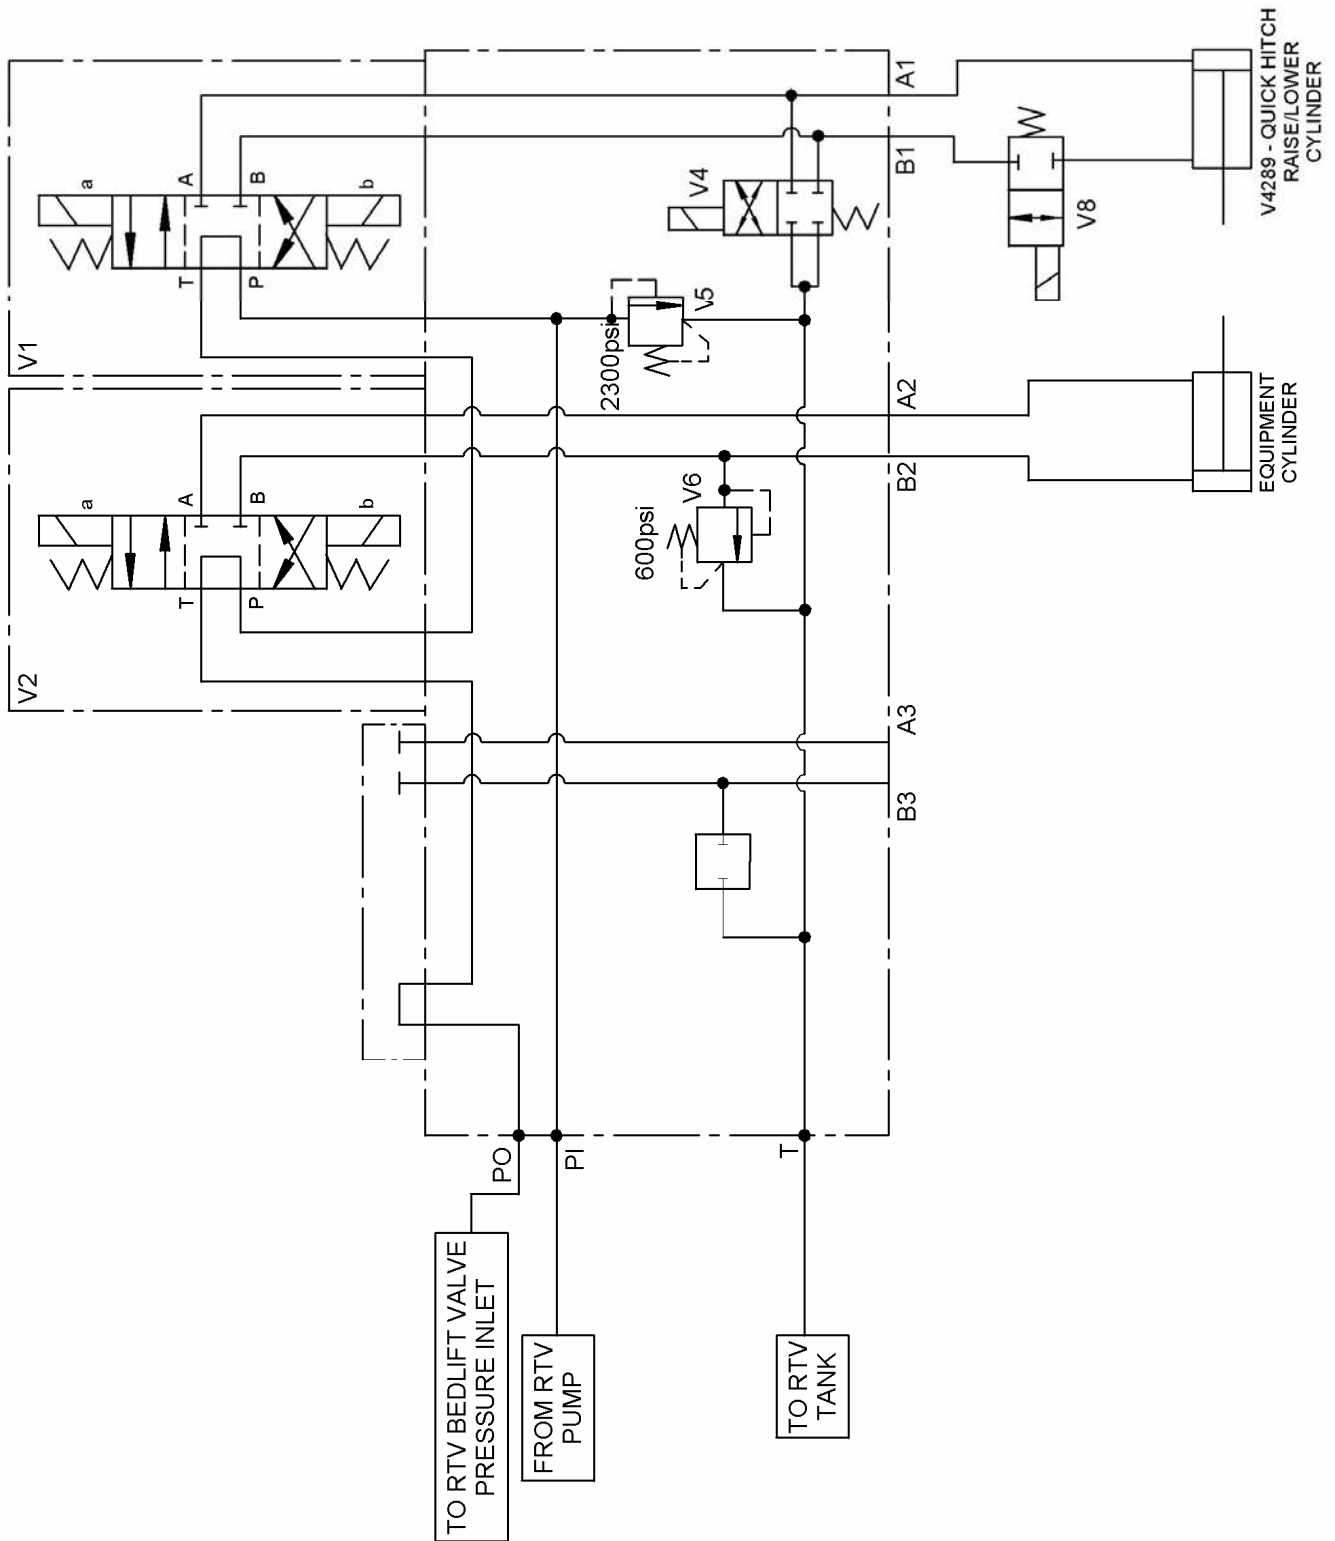 V4289 - QUICK HITCH
RAISE/LOWER
CYLINDER
A1
B1
V8
V4
a
A
B
b
T
P
V1
V5
2300psi
A2
B2
EQUIPMENT
CYLINDER
V6
600psi
a
A
B
b
T
P
V2
A3
B3
PO
PI
T
TO RTV BEDLIFT VALVE
PRESSURE INLET
FROM RTV
PUMP
TO RTV
TANK